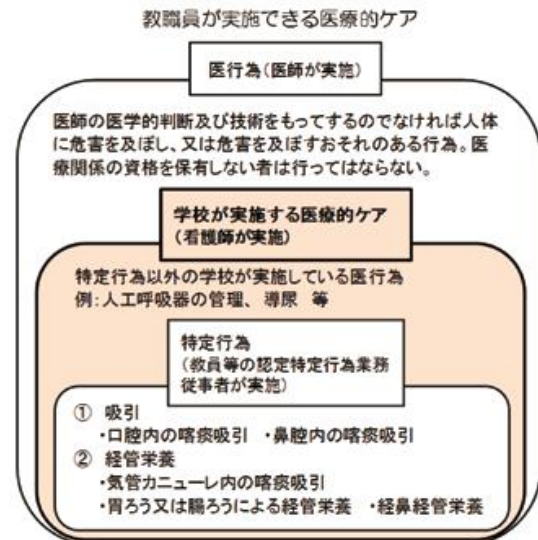 教職員が実施できる医療的ケア
医行為（医師が実施）
医師の医学的判断及び技術をもってするのでなければ人体
に危害を及ぼし、又は危害を及ぼすおそれのある行為。医
療関係の資格を保有しない者は行ってはならない。
学校が実施する医療的ケア
（看護師が実施）
特定行為以外の学校が実施している医行為
例：人工呼吸器の管理、導尿 等
特定行為
（教員等の認定特定行為業務
従事者が実施）
① 吸引
・口腔内の喀痰吸引 ・鼻腔内の喀痰吸引
② 経管栄養
・気管カニューレ内の喀痰吸引
・胃ろう又は腸ろうによる経管栄養 ・経鼻経管栄養